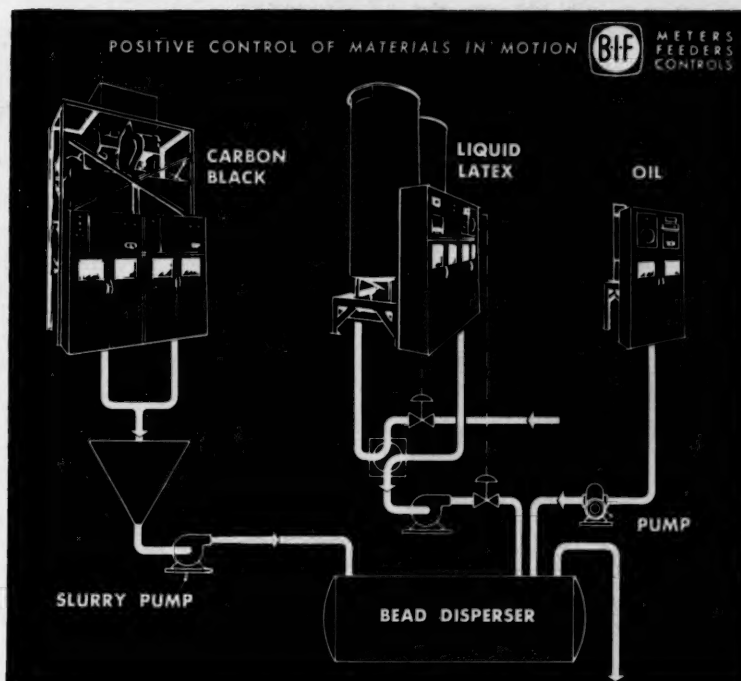 POSITIVE CONTROL OF MATERIALS IN MOTION
B·I·F
METERS
FEEDERS
CONTROLS
CARBON
BLACK
LIQUID
LATEX
OIL
PUMP
SLURRY PUMP
BEAD DISPERSER